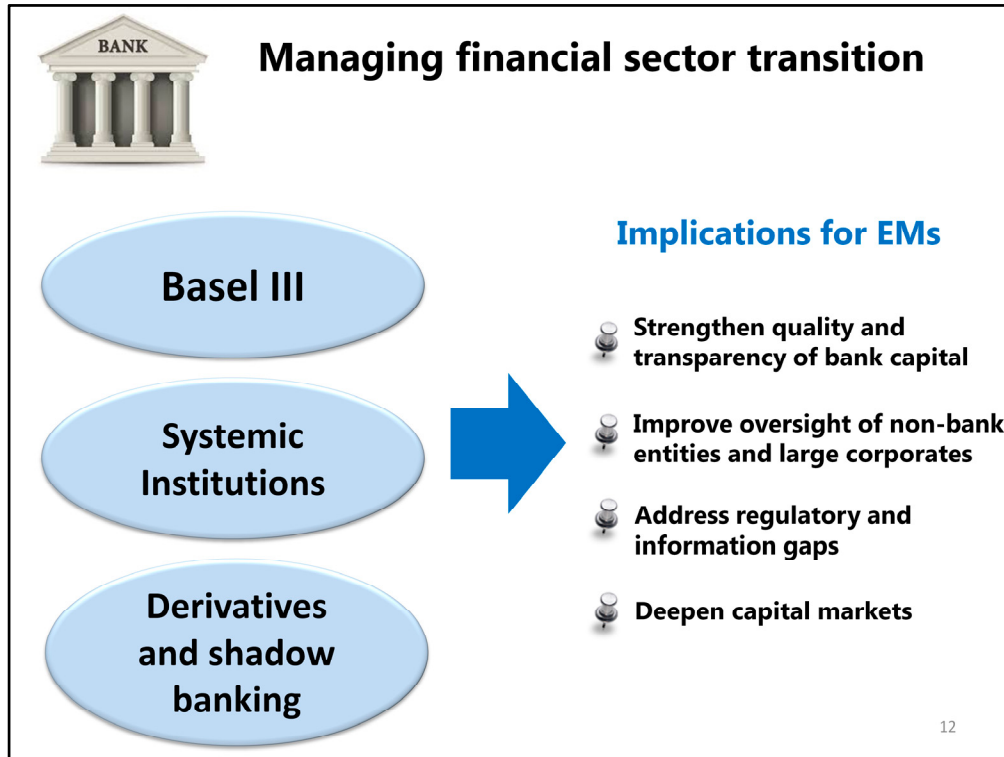 BANK
Managing financial sector transition
Basel III
Systemic
Institutions
Derivatives
and shadow
banking
Implications for EMs
Strengthen quality and
transparency of bank capital
Improve oversight of non-bank
entities and large corporates
Address regulatory and
information gaps
Deepen capital markets
12